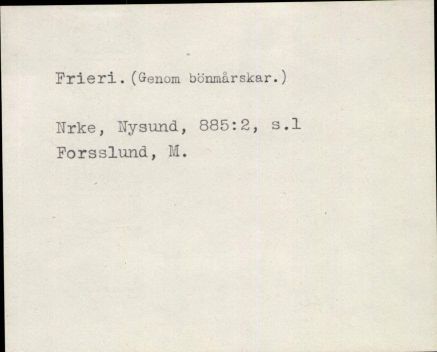 Frieri. (Genom bönmårskar.)
Nrke, Nysund, 885:2, s.1
Forsslund, M.